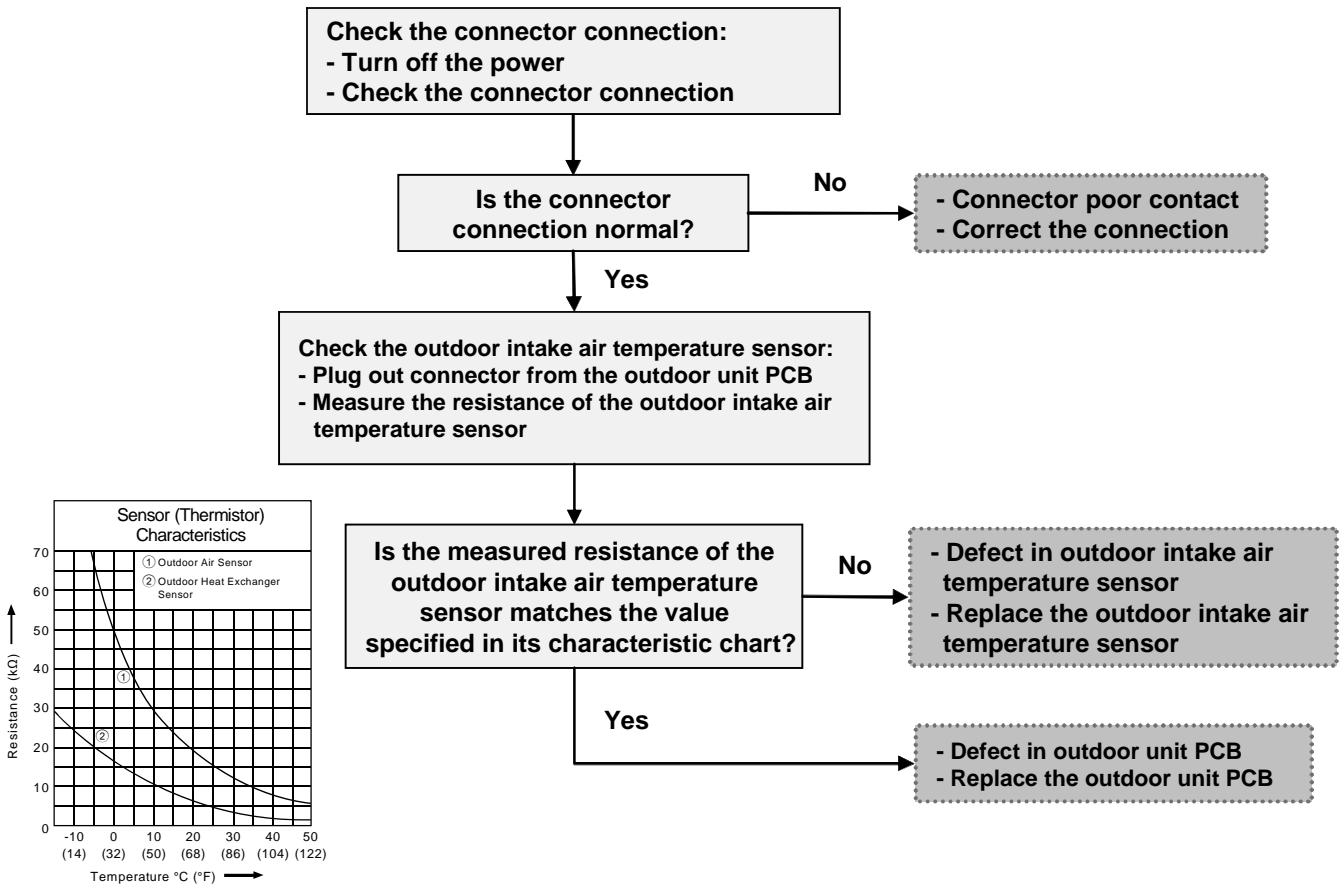 Check the connector connection:
- Turn off the power
- Check the connector connection
Is the connector
connection normal?
No
- Connector poor contact
- Correct the connection
Yes
Check the outdoor intake air temperature sensor:
- Plug out connector from the outdoor unit PCB
- Measure the resistance of the outdoor intake air
temperature sensor
Is the measured resistance of the
outdoor intake air temperature
sensor matches the value
specified in its characteristic chart?
No
- Defect in outdoor intake air
temperature sensor
- Replace the outdoor intake air
temperature sensor
Yes
- Defect in outdoor unit PCB
- Replace the outdoor unit PCB
Sensor (Thermistor)
Characteristics
① Outdoor Air Sensor
② Outdoor Heat Exchanger
Sensor
70
60
50
40
30
20
10
0
Resistance (kΩ)
①
②
-10 0 10 20 30 40 50
(14) (32) (50) (68) (86) (104) (122)
Temperature °C (°F)